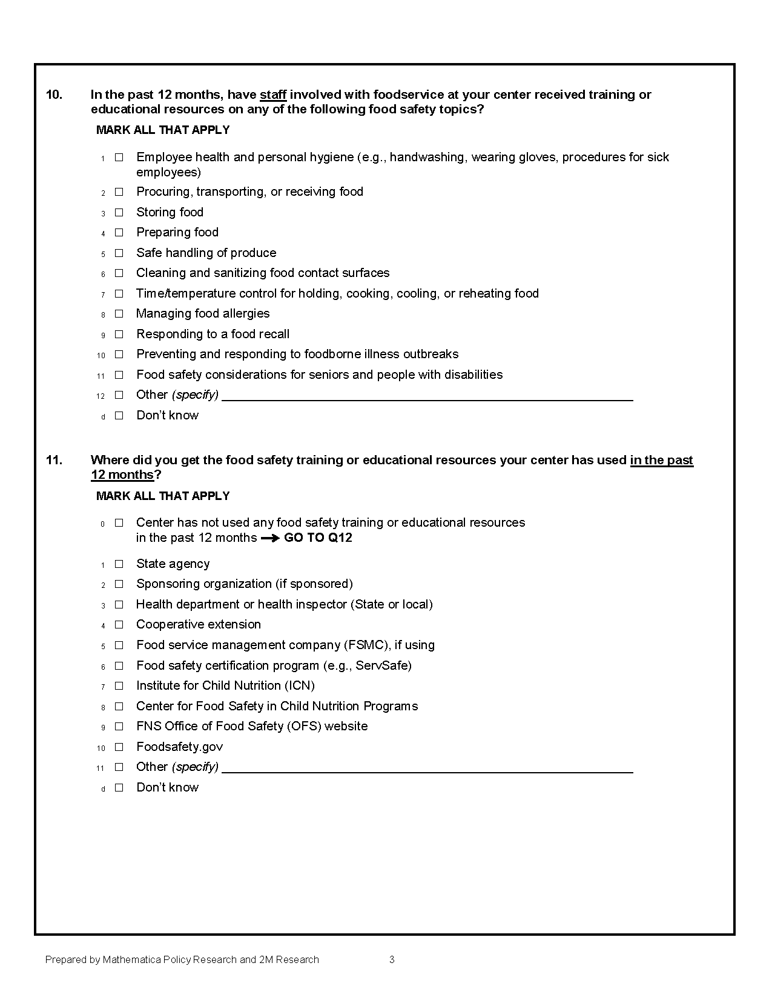 10. In the past 12 months, have staff involved with foodservice at your center received training or
educational resources on any of the following food safety topics?
MARK ALL THAT APPLY
1 □ Employee health and personal hygiene (e.g., handwashing, wearing gloves, procedures for sick
employees)
2 □ Procuring, transporting, or receiving food
3 □ Storing food
4 □ Preparing food
5 □ Safe handling of produce
6 □ Cleaning and sanitizing food contact surfaces
7 □ Time/temperature control for holding, cooking, cooling, or reheating food
8 □ Managing food allergies
9 □ Responding to a food recall
10 □ Preventing and responding to foodborne illness outbreaks
11 □ Food safety considerations for seniors and people with disabilities
12 □ Other (specify) ____________________
d □ Don’t know
11. Where did you get the food safety training or educational resources your center has used in the past
12 months?
MARK ALL THAT APPLY
0 □ Center has not used any food safety training or educational resources
in the past 12 months → GO TO Q12
1 □ State agency
2 □ Sponsoring organization (if sponsored)
3 □ Health department or health inspector (State or local)
4 □ Cooperative extension
5 □ Food service management company (FSMC), if using
6 □ Food safety certification program (e.g., ServSafe)
7 □ Institute for Child Nutrition (ICN)
8 □ Center for Food Safety in Child Nutrition Programs
9 □ FNS Office of Food Safety (OFS) website
10 □ Foodsafety.gov
11 □ Other (specify) ____________________
d □ Don’t know
Prepared by Mathematica Policy Research and 2M Research 3